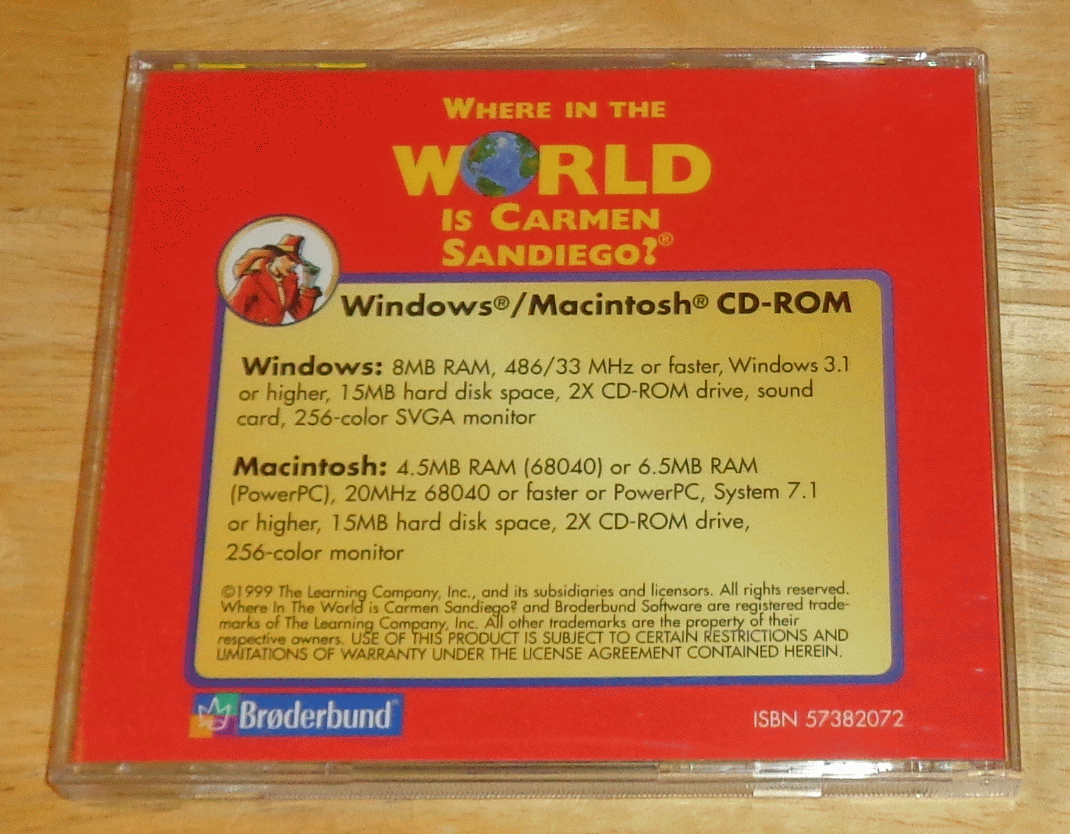 WHERE IN THE
WORLD
IS CARMEN
SANDIEGO?®
Windows®/Macintosh® CD-ROM
Windows: 8MB RAM, 486/33 MHz or faster, Windows 3.1
or higher, 15MB hard disk space, 2X CD-ROM drive, sound
card, 256-color SVGA monitor
Macintosh: 4.5MB RAM (68040) or 6.5MB RAM
(PowerPC), 20MHz 68040 or faster or PowerPC, System 7.1
or higher, 15MB hard disk space, 2X CD-ROM drive,
256-color monitor
©1999 The Learning Company, Inc., and its subsidiaries and licensors. All rights reserved.
Where In The World is Carmen Sandiego? and Broderbund Software are registered trade-
marks of The Learning Company, Inc. All other trademarks are the property of their
respective owners. USE OF THIS PRODUCT IS SUBJECT TO CERTAIN RESTRICTIONS AND
LIMITATIONS OF WARRANTY UNDER THE LICENSE AGREEMENT CONTAINED HEREIN.
Brøderbund®
ISBN 57382072